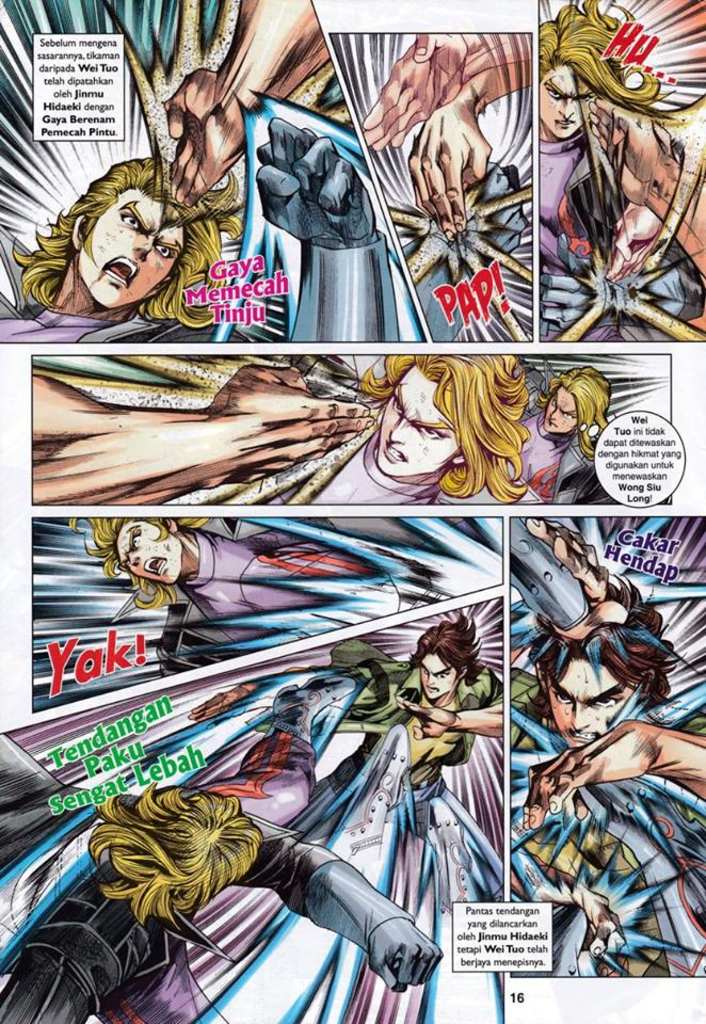 Sebelum mengena
sasarannya, tikaman
daripada Wei Tuo
telah dipatahkan
oleh Jinmu
Hidaeki dengan
Gaya Berenam
Pemecah Pintu.
Gaya
Memecah
Tinju
PAP!
HU...
Wei
Tuo ini tidak
dapat ditewaskan
dengan hikmat yang
digunakan untuk
menewaskan
Wong Siu
Long!
Yak!
Cakar
Hendap
Tendangan
Paku
Sengat Lebah
Pantas tendangan
yang dilancarkan
oleh Jinmu Hidaeki
tetapi Wei Tuo telah
berjaya menepisnya.
16